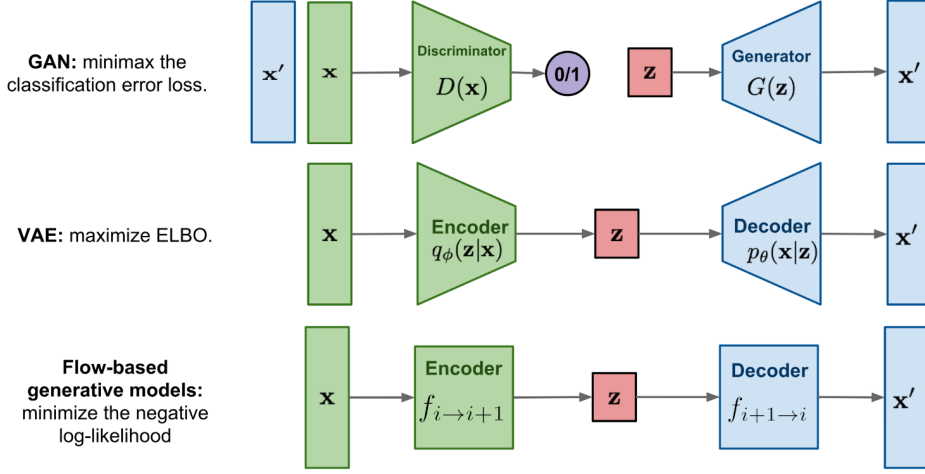 GAN: minimax the
classification error loss.
x′
x
Discriminator
D(x)
0/1
z
Generator
G(z)
x′
VAE: maximize ELBO.
x
Encoder
qϕ(z|x)
z
Decoder
pθ(x|z)
x′
Flow-based
generative models:
minimize the negative
log-likelihood
x
Encoder
fi→i+1
z
Decoder
fi+1→i
x′